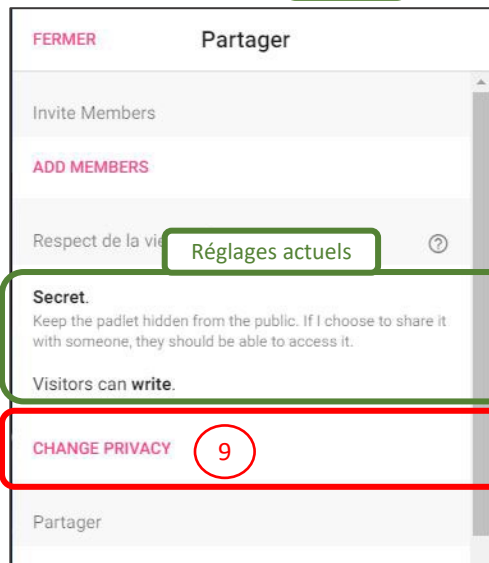 FERMER Partager
Invite Members
ADD MEMBERS
Respect de la vie
Réglages actuels
Secret.
Keep the padlet hidden from the public. If I choose to share it
with someone, they should be able to access it.
Visitors can write.
CHANGE PRIVACY 9
Partager